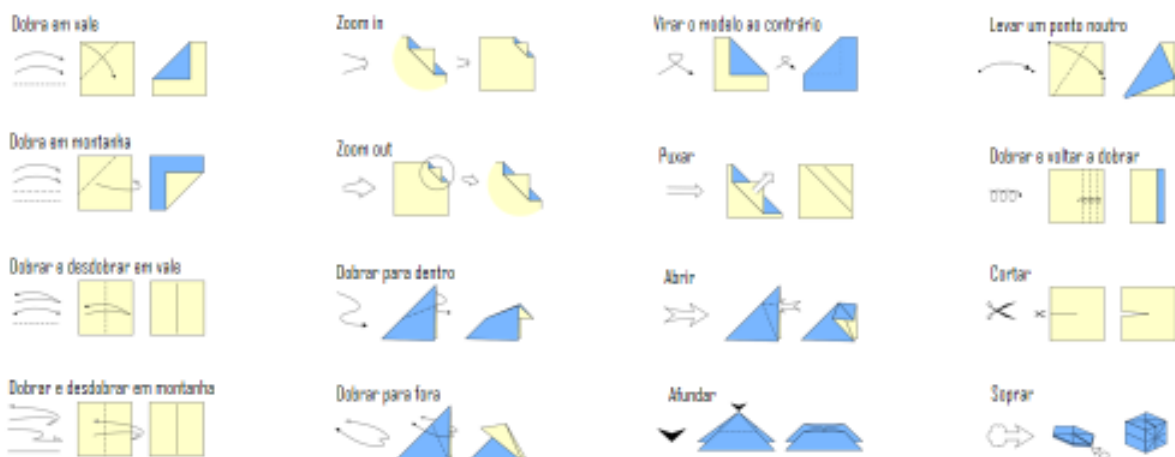 Dobra em vale
Zoom in
Virar o modelo ao contrário
Levar um ponto noutro
Dobra em montanha
Zoom out
Puxar
Dobrar e voltar a dobrar
Dobrar e desdobrar em vale
Dobrar para dentro
Abrir
Cortar
Dobrar e desdobrar em montanha
Dobrar para fora
Afundar
Soprar